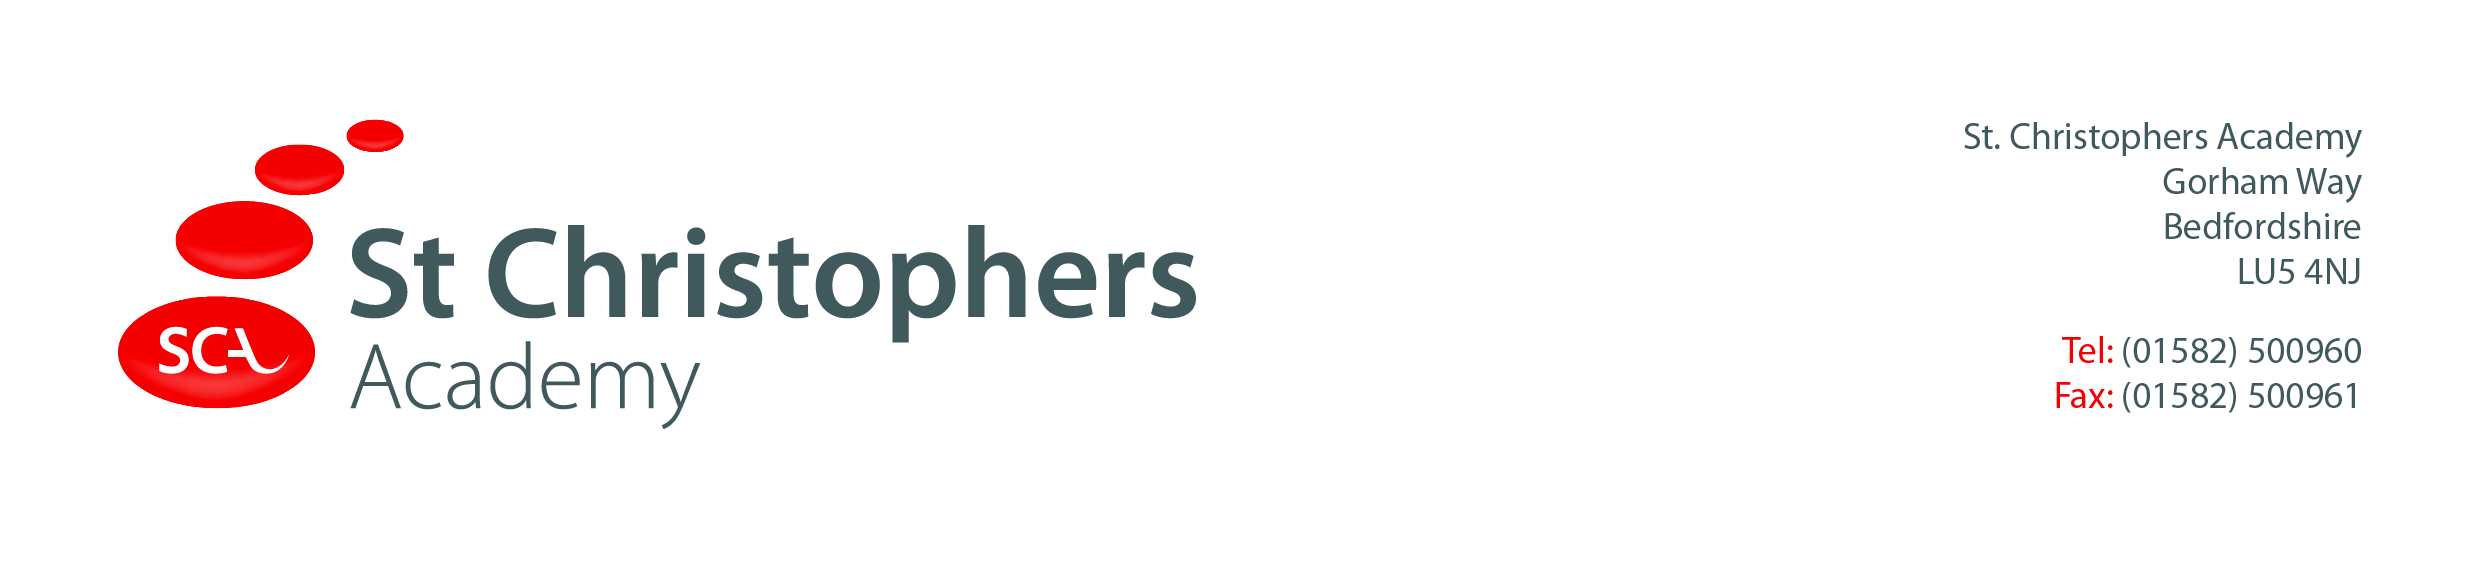 SCA
St Christophers
Academy
St. Christophers Academy
Gorham Way
Bedfordshire
LU5 4NJ
Tel: (01582) 500960
Fax: (01582) 500961